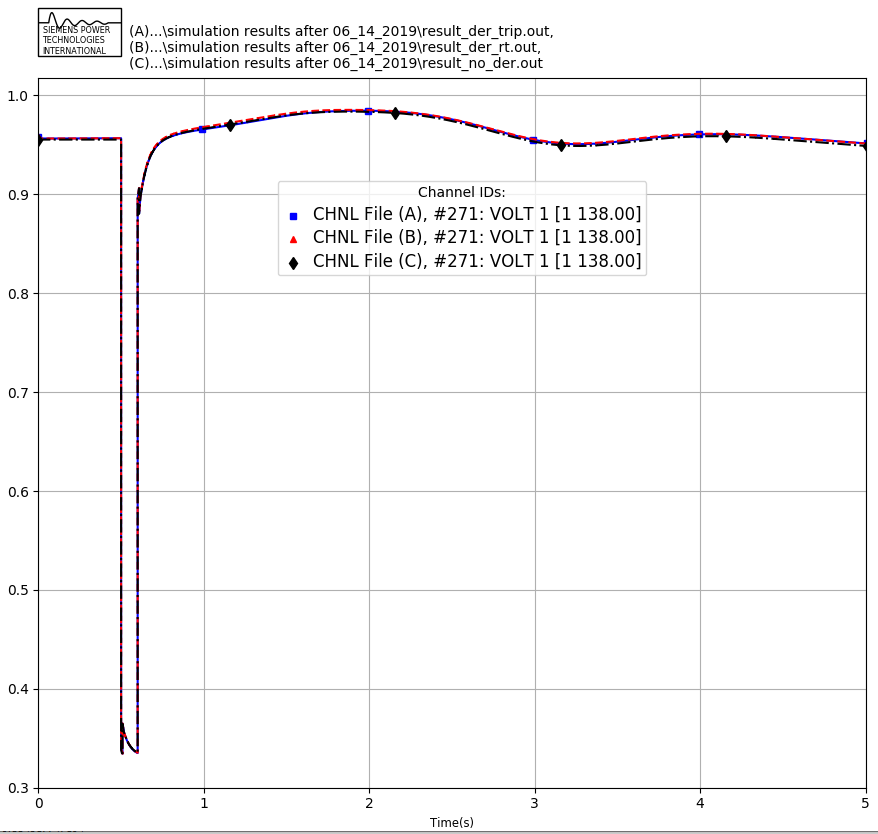 SIEMENS POWER
TECHNOLOGIES
INTERNATIONAL
(A)...\simulation results after 06_14_2019\result_der_trip.out,
(B)...\simulation results after 06_14_2019\result_der_rt.out,
(C)...\simulation results after 06_14_2019\result_no_der.out
1.0
0.9
0.8
0.7
0.6
0.5
0.4
0.3
Channel IDs:
CHNL File (A), #271: VOLT 1 [1 138.00]
CHNL File (B), #271: VOLT 1 [1 138.00]
CHNL File (C), #271: VOLT 1 [1 138.00]
0 1 2 3 4 5
Time(s)